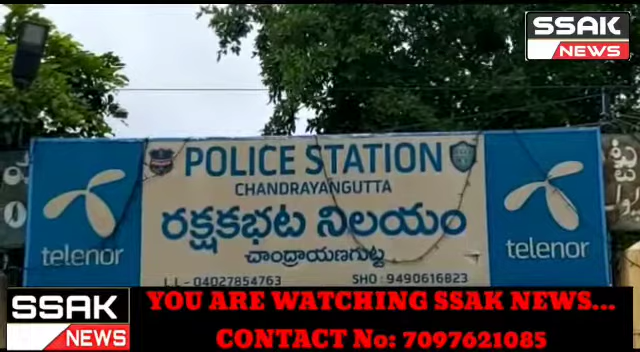 SSAK
NEWS
POLICE STATION
CHANDRAYANGUTTA
రక్షకభట నిలయం
చాంద్రాయణగుట్ట
L.L - 04027854763
SHO : 9490616823
telenor
telenor
SSAK
NEWS
YOU ARE WATCHING SSAK NEWS...
CONTACT No: 7097621085